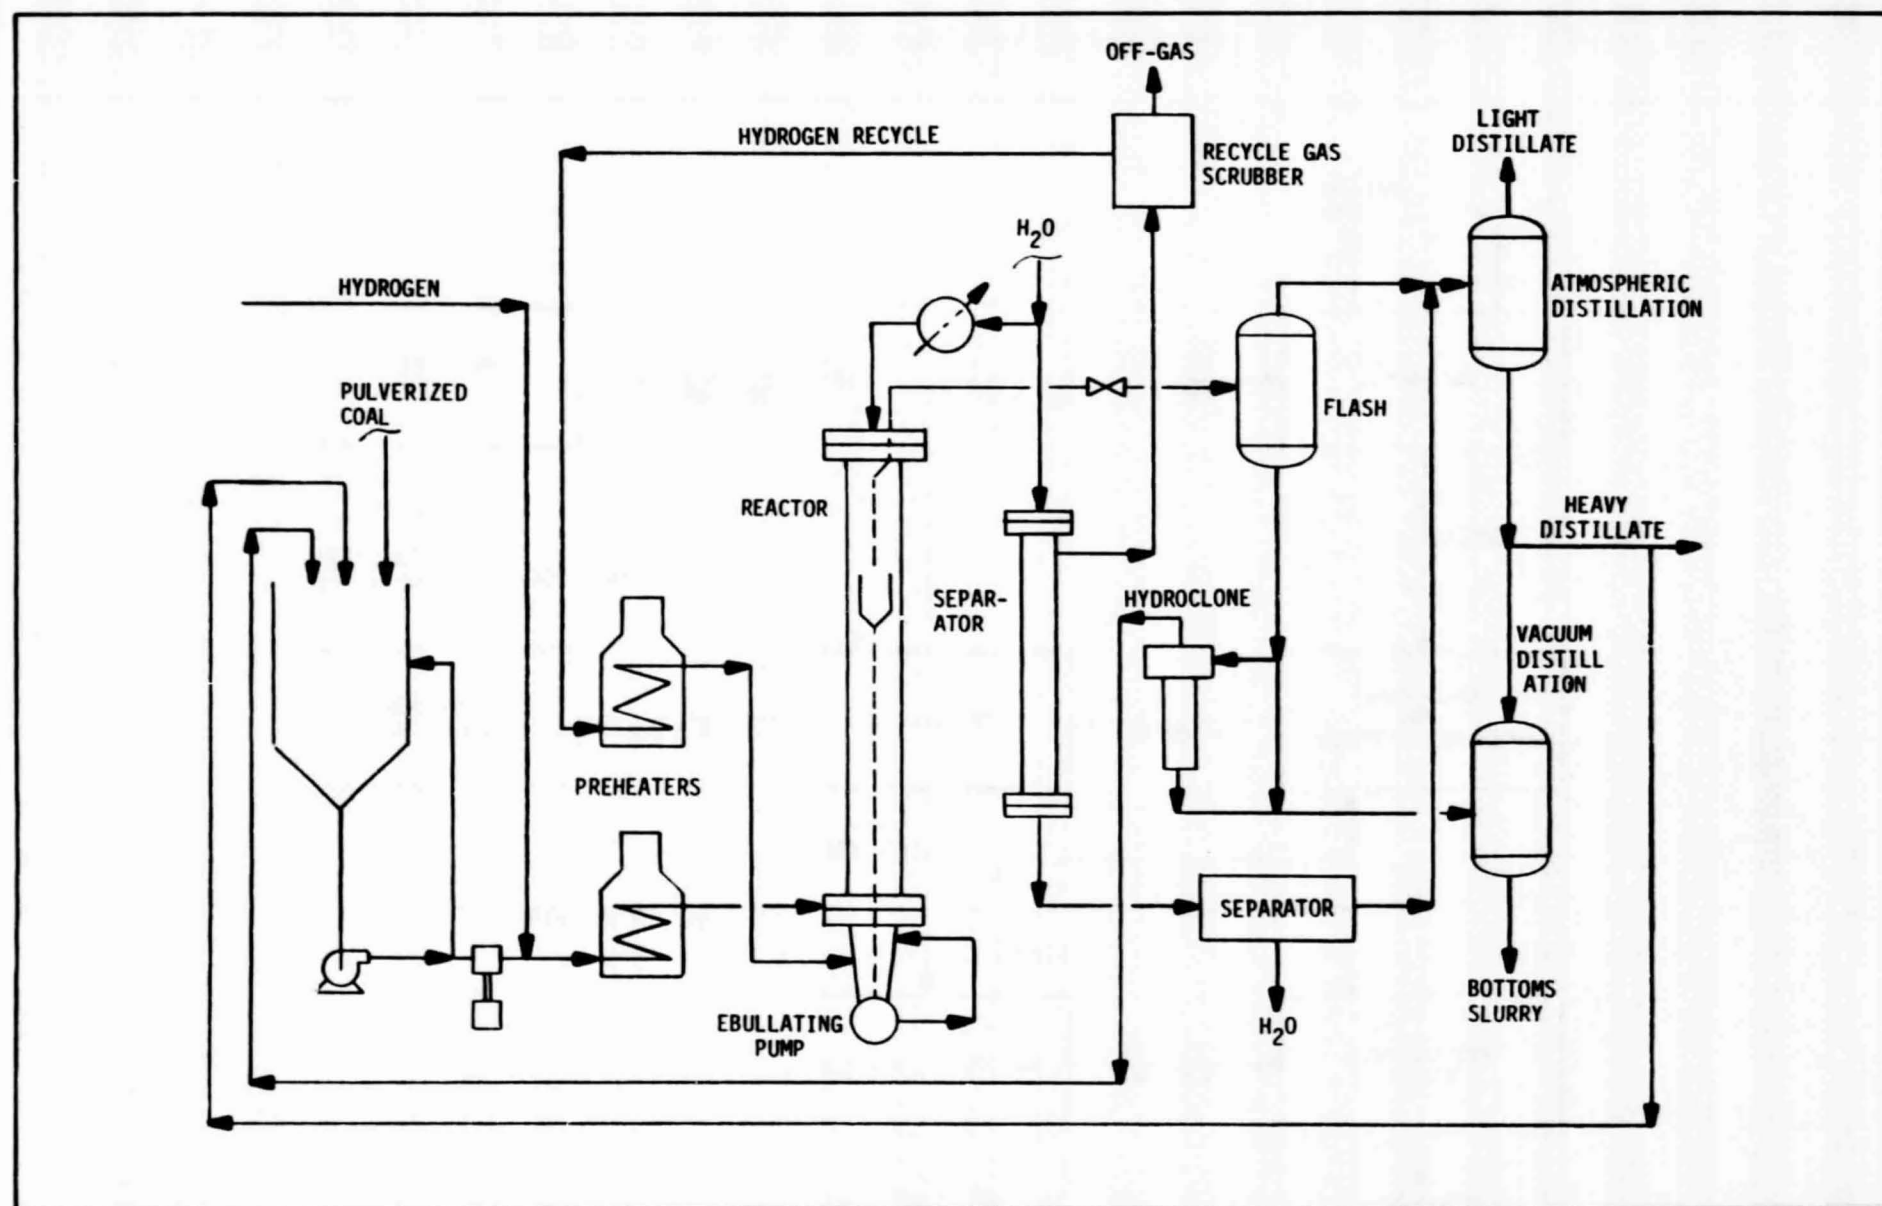 OFF-GAS
HYDROGEN RECYCLE
RECYCLE GAS
SCRUBBER
LIGHT
DISTILLATE
H2O
HYDROGEN
ATMOSPHERIC
DISTILLATION
PULVERIZED
COAL
FLASH
REACTOR
HEAVY
DISTILLATE
SEPAR-
ATOR
HYDROCLONE
VACUUM
DISTILL
ATION
PREHEATERS
SEPARATOR
EBULLATING
PUMP
H2O
BOTTOMS
SLURRY